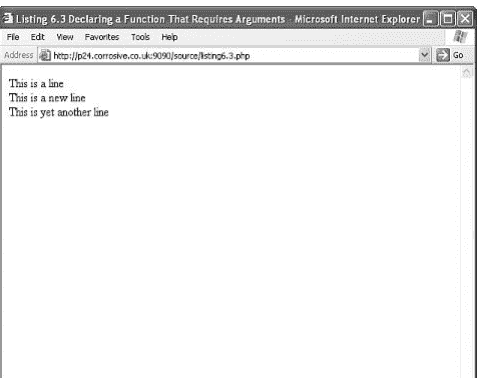 Listing 6.3 Declaring a Function That Requires Arguments - Microsoft Internet Explorer
File Edit View Favorites Tools Help
Address http://p24.corrosive.co.uk:9090/source/listing6.3.php Go
This is a line
This is a new line
This is yet another line